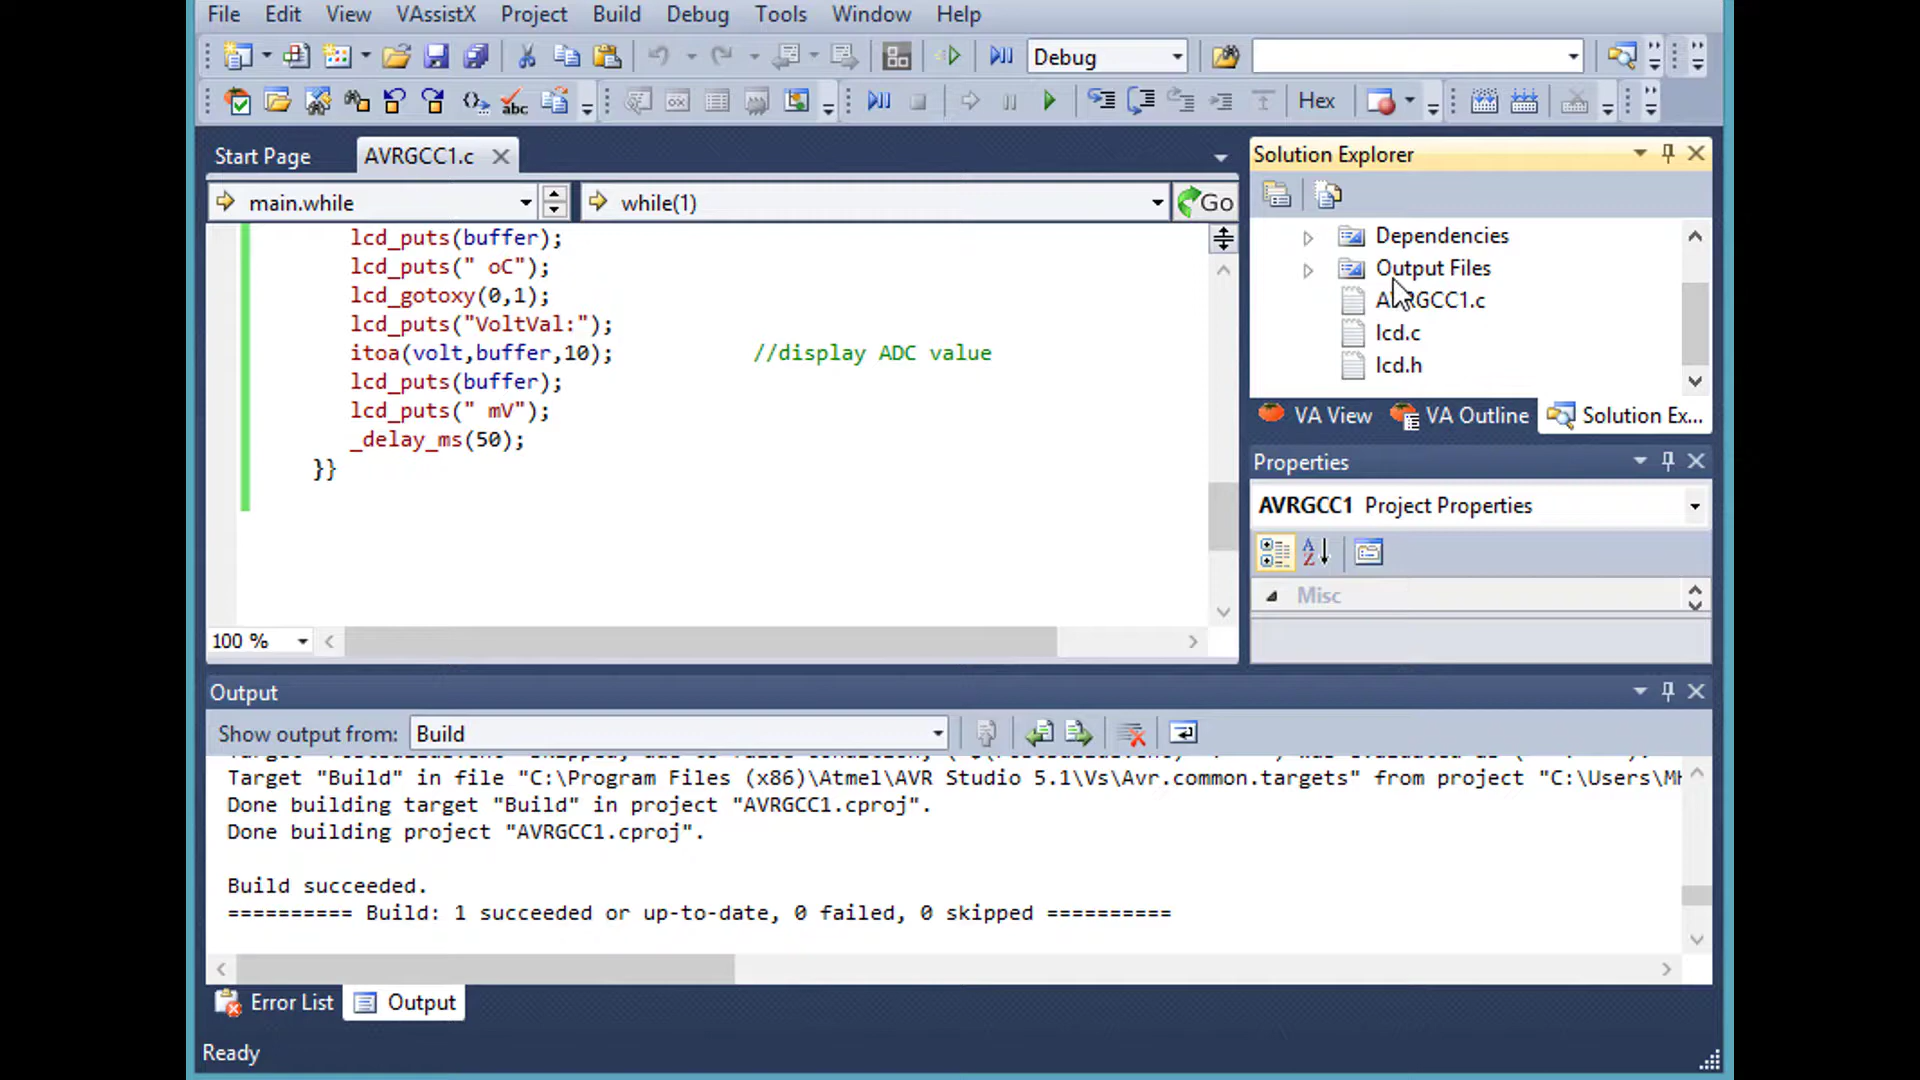 File Edit View VAssistX Project Build Debug Tools Window Help
Debug
abc Hex
Start Page AVRGCC1.c
main.while while(1) Go
lcd_puts(buffer);
lcd_puts(" oC");
lcd_gotoxy(0,1);
lcd_puts("VoltVal:");
itoa(volt,buffer,10); //display ADC value
lcd_puts(buffer);
lcd_puts(" mV");
_delay_ms(50);
}}
100 %
Solution Explorer
Dependencies
Output Files
AVRGCC1.c
lcd.c
lcd.h
VA View VA Outline Solution Ex...
Properties
AVRGCC1 Project Properties
Misc
Output
Show output from: Build
Target "Build" in file "C:\Program Files (x86)\Atmel\AVR Studio 5.1\Vs\Avr.common.targets" from project "C:\Users\MH
Done building target "Build" in project "AVRGCC1.cproj".
Done building project "AVRGCC1.cproj".
Build succeeded.
========== Build: 1 succeeded or up-to-date, 0 failed, 0 skipped ==========
Error List Output
Ready